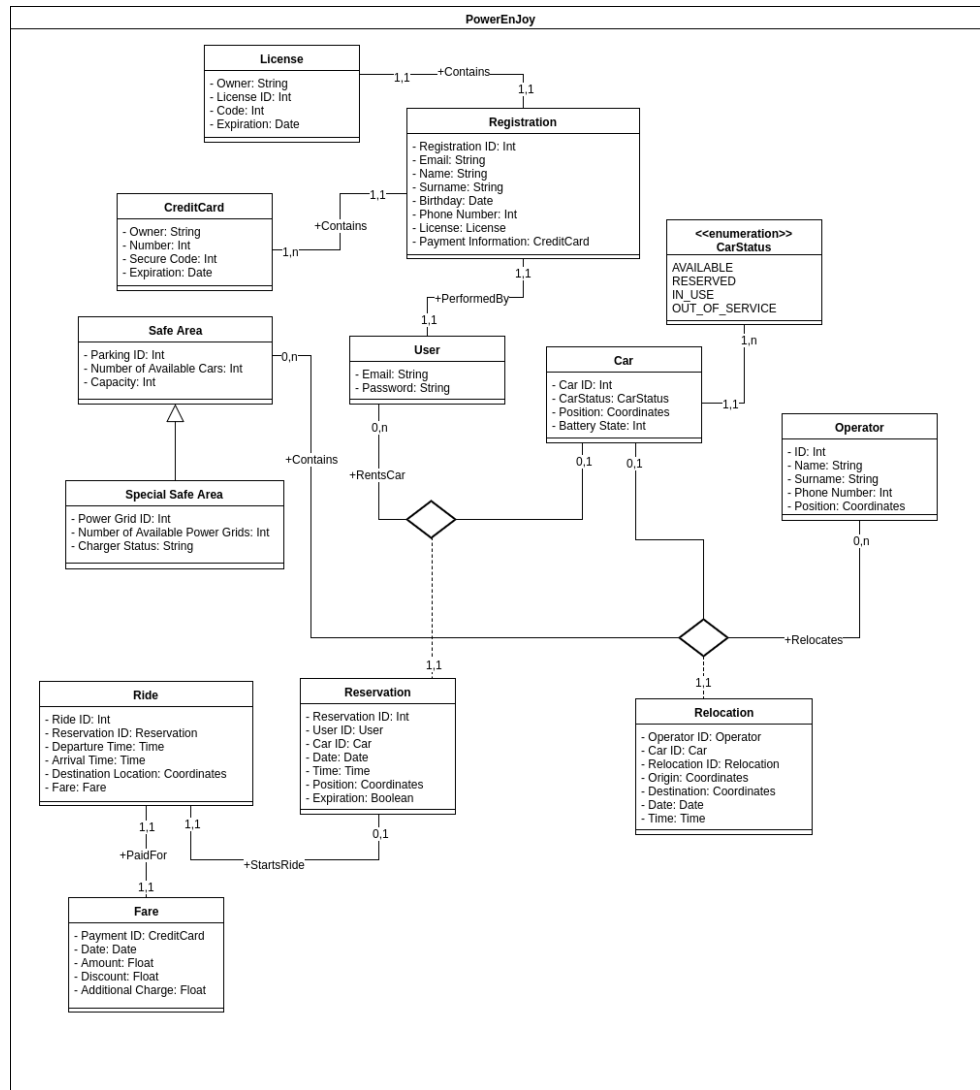 PowerEnJoy
License
- Owner: String
- License ID: Int
- Code: Int
- Expiration: Date
1,1
+Contains
1,1
Registration
- Registration ID: Int
- Email: String
- Name: String
- Surname: String
- Birthday: Date
- Phone Number: Int
- License: License
- Payment Information: CreditCard
CreditCard
- Owner: String
- Number: Int
- Secure Code: Int
- Expiration: Date
1,1
+Contains
1,n
<<enumeration>>
CarStatus
AVAILABLE
RESERVED
IN_USE
OUT_OF_SERVICE
1,1
+PerformedBy
1,1
Safe Area
- Parking ID: Int
- Number of Available Cars: Int
- Capacity: Int
0,n
User
- Email: String
- Password: String
Car
- Car ID: Int
- CarStatus: CarStatus
- Position: Coordinates
- Battery State: Int
1,n
1,1
Operator
- ID: Int
- Name: String
- Surname: String
- Phone Number: Int
- Position: Coordinates
0,n
+Contains
+RentsCar
0,1
0,1
Special Safe Area
- Power Grid ID: Int
- Number of Available Power Grids: Int
- Charger Status: String
0,n
+Relocates
1,1
1,1
Ride
- Ride ID: Int
- Reservation ID: Reservation
- Departure Time: Time
- Arrival Time: Time
- Destination Location: Coordinates
- Fare: Fare
Reservation
- Reservation ID: Int
- User ID: User
- Car ID: Car
- Date: Date
- Time: Time
- Position: Coordinates
- Expiration: Boolean
Relocation
- Operator ID: Operator
- Car ID: Car
- Relocation ID: Relocation
- Origin: Coordinates
- Destination: Coordinates
- Date: Date
- Time: Time
1,1
1,1
0,1
+PaidFor
+StartsRide
1,1
Fare
- Payment ID: CreditCard
- Date: Date
- Amount: Float
- Discount: Float
- Additional Charge: Float